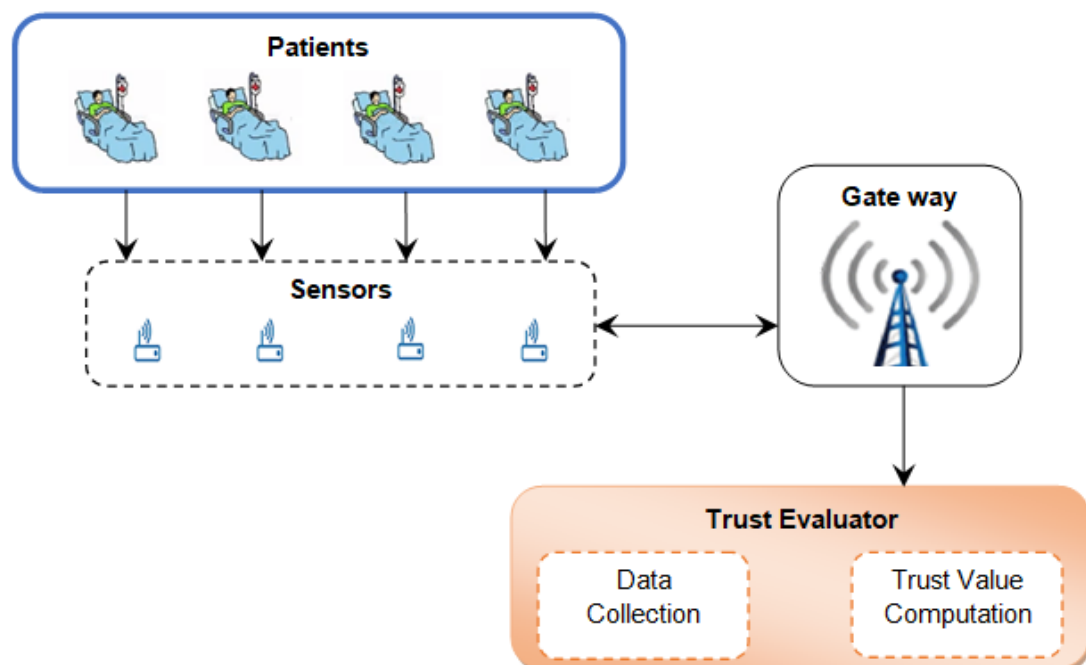 Patients
Gate way
Sensors
Trust Evaluator
Data
Collection
Trust Value
Computation